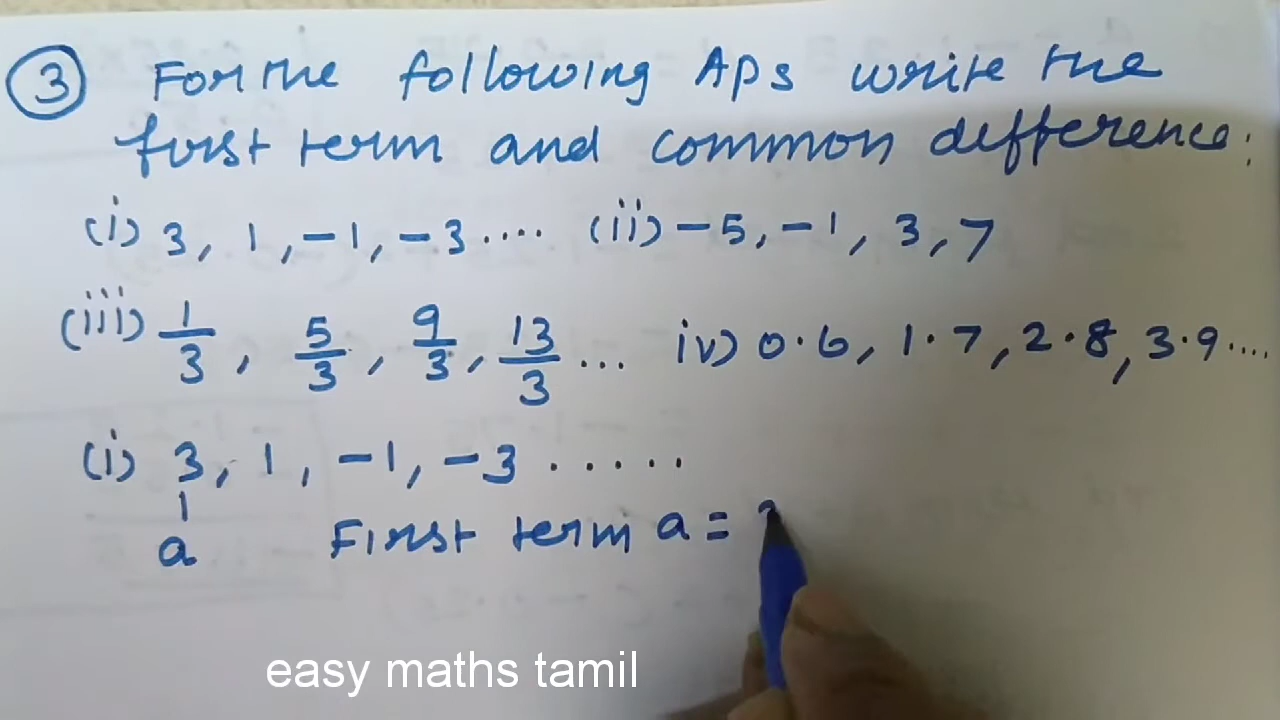 3 For the following APs write the
first term and common difference:
(i) 3, 1, -1, -3 .... (ii) -5, -1, 3, 7
(iii) 1/3, 5/3, 9/3, 13/3 ... iv) 0.6, 1.7, 2.8, 3.9 ....
(i) 3, 1, -1, -3 .....
a First term a =
easy maths tamil